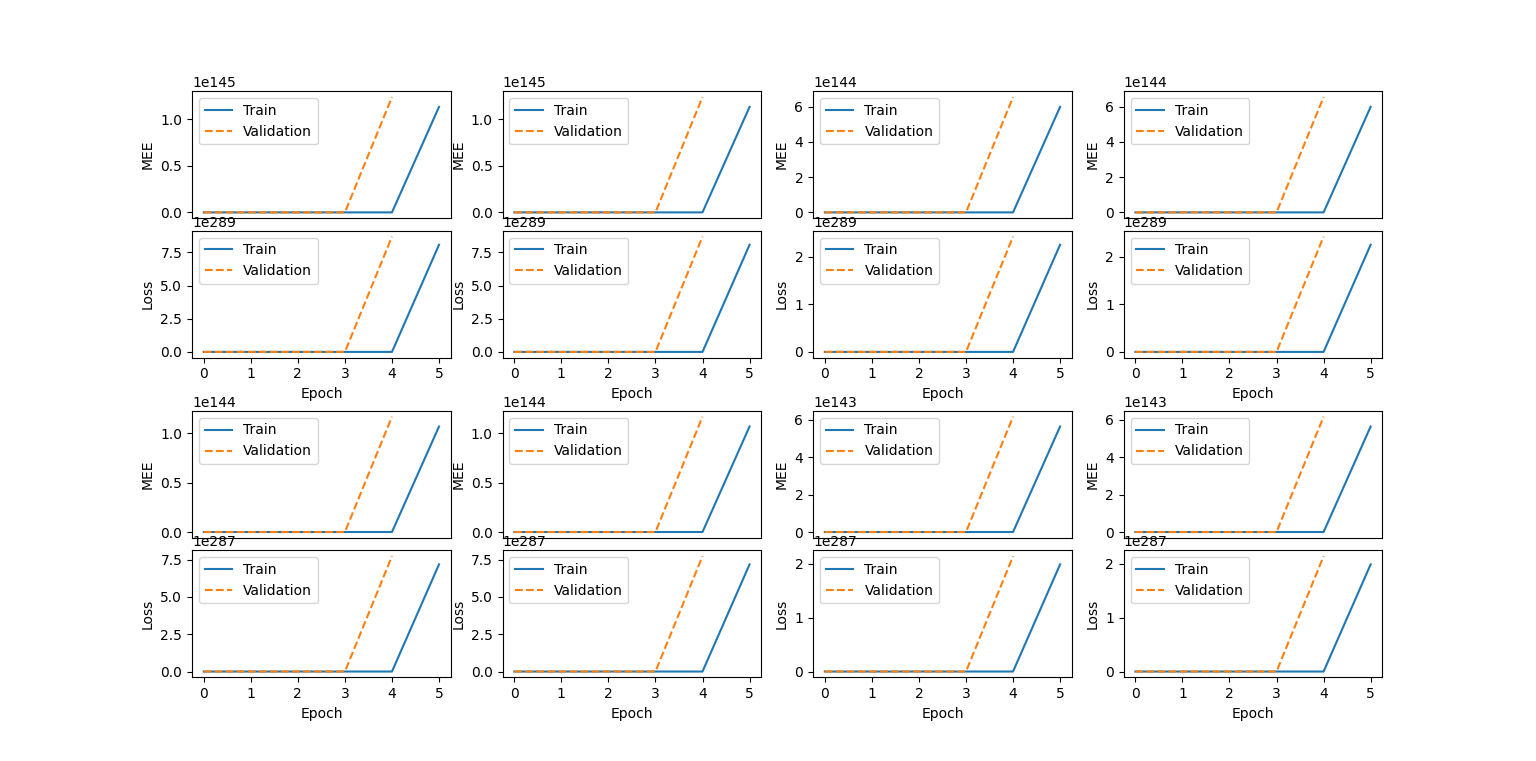 1e145 1e145 1e144 1e144
Train Train Train Train
Validation Validation Validation Validation
1.0 1.0 6 6
0.5 0.5 4 4
0.0 0.0 2 2
0 0
MEE MEE MEE MEE
1e289 1e289 1e289 1e289
Train Train Train Train
Validation Validation Validation Validation
7.5 7.5 2 2
5.0 5.0 1 1
2.5 2.5 0 0
0.0 0.0
Loss Loss Loss Loss
0 1 2 3 4 5 0 1 2 3 4 5 0 1 2 3 4 5 0 1 2 3 4 5
Epoch Epoch Epoch Epoch
1e144 1e144 1e143 1e143
Train Train Train Train
Validation Validation Validation Validation
1.0 1.0 6 6
0.5 0.5 4 4
0.0 0.0 2 2
0 0
MEE MEE MEE MEE
1e287 1e287 1e287 1e287
Train Train Train Train
Validation Validation Validation Validation
7.5 7.5 2 2
5.0 5.0 1 1
2.5 2.5 0 0
0.0 0.0
Loss Loss Loss Loss
0 1 2 3 4 5 0 1 2 3 4 5 0 1 2 3 4 5 0 1 2 3 4 5
Epoch Epoch Epoch Epoch